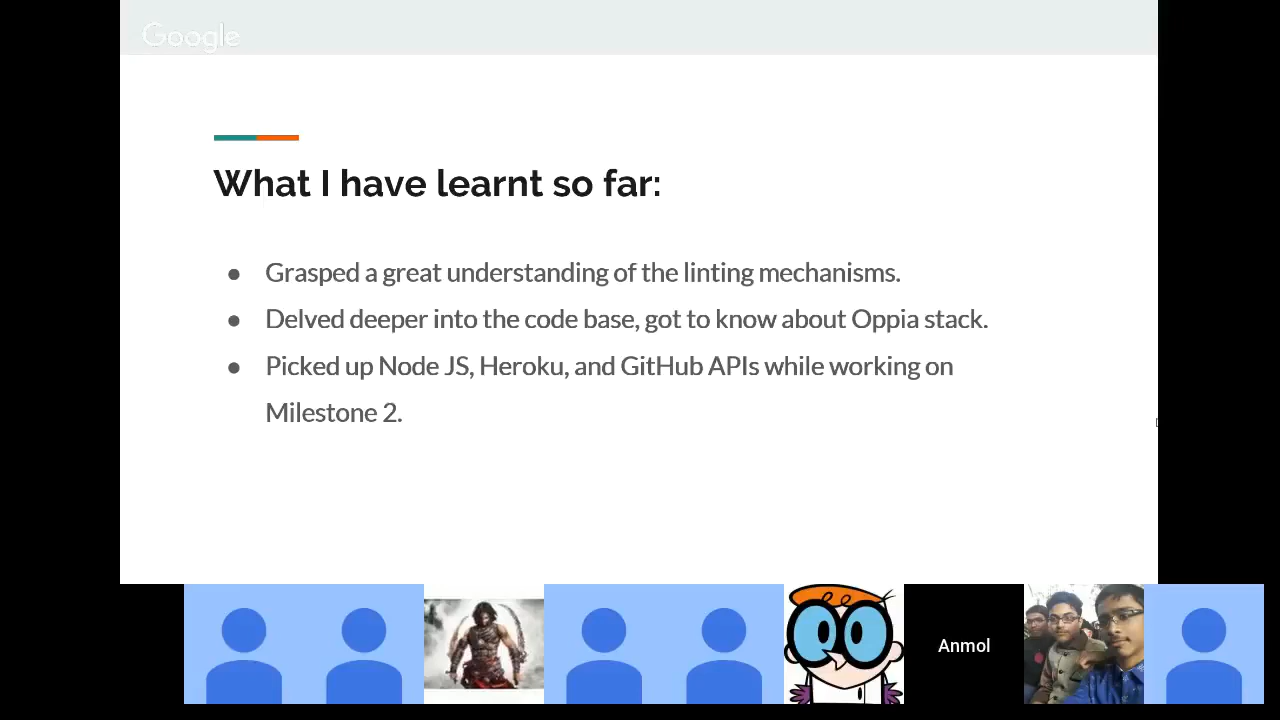 Google
What I have learnt so far:
● Grasped a great understanding of the linting mechanisms.
● Delved deeper into the code base, got to know about Oppia stack.
● Picked up Node JS, Heroku, and GitHub APIs while working on
Milestone 2.
Anmol